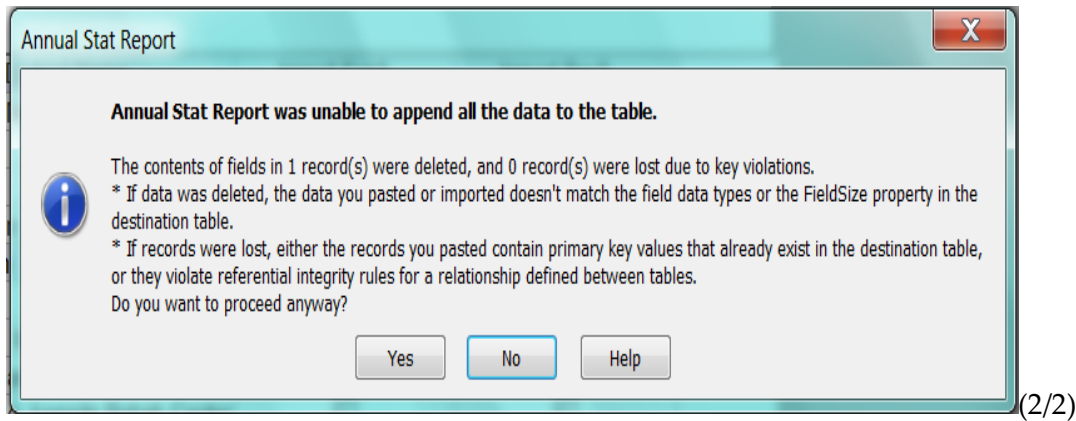 Annual Stat Report
X
Annual Stat Report was unable to append all the data to the table.
The contents of fields in 1 record(s) were deleted, and 0 record(s) were lost due to key violations.
* If data was deleted, the data you pasted or imported doesn't match the field data types or the FieldSize property in the
destination table.
* If records were lost, either the records you pasted contain primary key values that already exist in the destination table,
or they violate referential integrity rules for a relationship defined between tables.
Do you want to proceed anyway?
Yes No Help
(2/2)